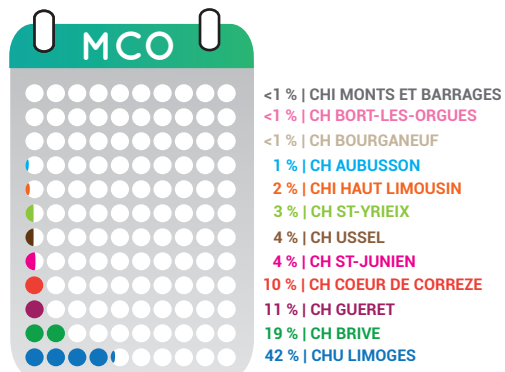 MCO
<1 % | CHI MONTS ET BARRAGES
<1 % | CH BORT-LES-ORGUES
<1 % | CH BOURGANEUF
1 % | CH AUBUSSON
2 % | CHI HAUT LIMOUSIN
3 % | CH ST-YRIEIX
4 % | CH USSEL
4 % | CH ST-JUNIEN
10 % | CH COEUR DE CORREZE
11 % | CH GUERET
19 % | CH BRIVE
42 % | CHU LIMOGES